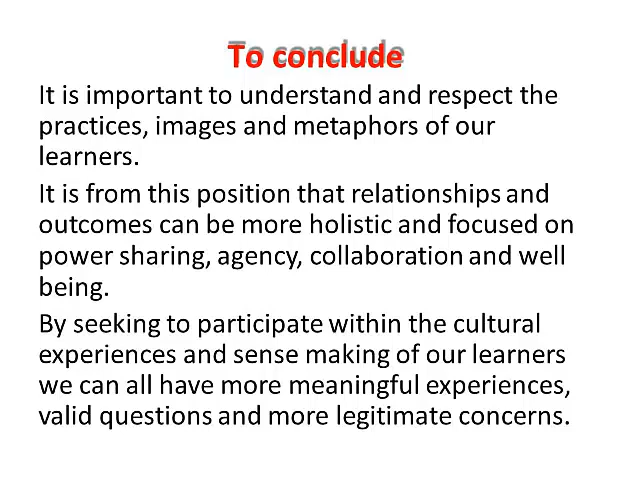 To conclude
It is important to understand and respect the
practices, images and metaphors of our
learners.
It is from this position that relationships and
outcomes can be more holistic and focused on
power sharing, agency, collaboration and well
being.
By seeking to participate within the cultural
experiences and sense making of our learners
we can all have more meaningful experiences,
valid questions and more legitimate concerns.